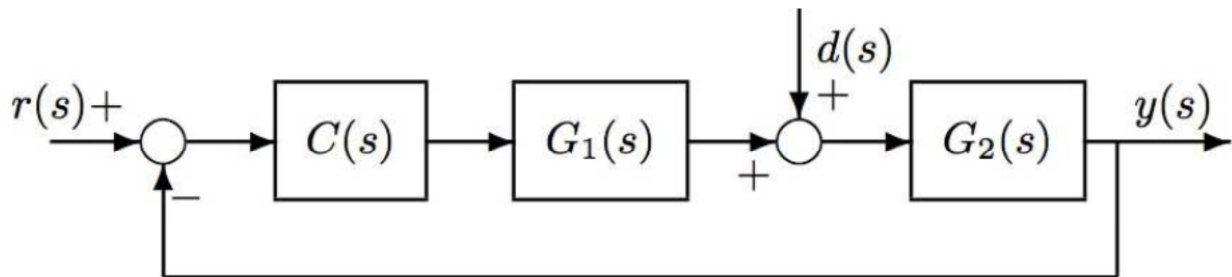 d(s)
r(s)+ + y(s)
C(s) G₁(s) G₂(s)
+
−